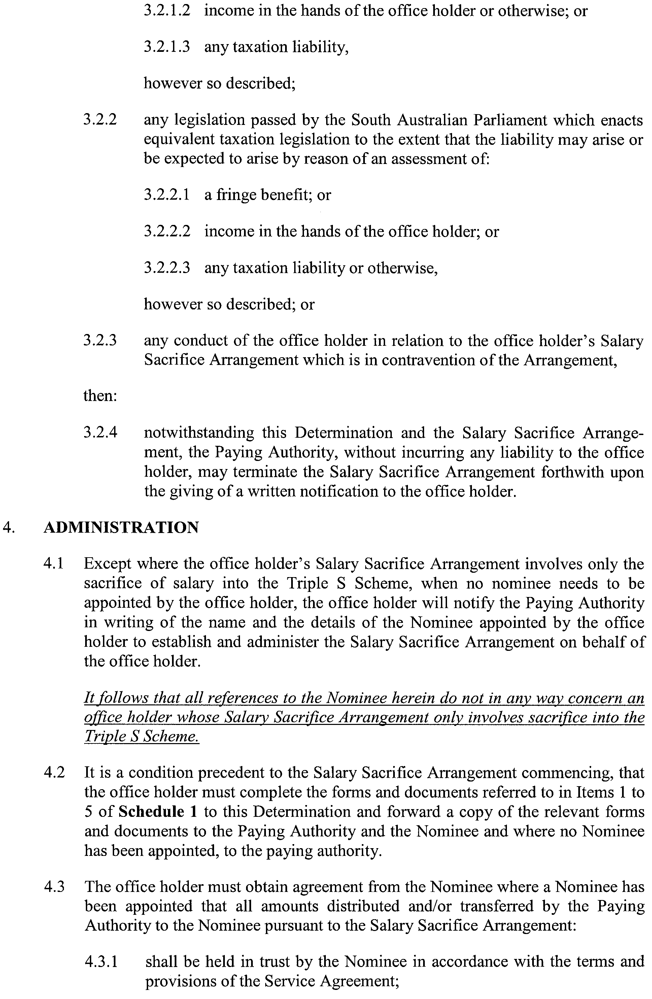 3.2.1.2 income in the hands of the office holder or otherwise; or
3.2.1.3 any taxation liability,
however so described;
3.2.2 any legislation passed by the South Australian Parliament which enacts
equivalent taxation legislation to the extent that the liability may arise or
be expected to arise by reason of an assessment of:
3.2.2.1 a fringe benefit; or
3.2.2.2 income in the hands of the office holder; or
3.2.2.3 any taxation liability or otherwise,
however so described; or
3.2.3 any conduct of the office holder in relation to the office holder's Salary
Sacrifice Arrangement which is in contravention of the Arrangement,
then:
3.2.4 notwithstanding this Determination and the Salary Sacrifice Arrange-
ment, the Paying Authority, without incurring any liability to the office
holder, may terminate the Salary Sacrifice Arrangement forthwith upon
the giving of a written notification to the office holder.
4. ADMINISTRATION
4.1 Except where the office holder's Salary Sacrifice Arrangement involves only the
sacrifice of salary into the Triple S Scheme, when no nominee needs to be
appointed by the office holder, the office holder will notify the Paying Authority
in writing of the name and the details of the Nominee appointed by the office
holder to establish and administer the Salary Sacrifice Arrangement on behalf of
the office holder.
It follows that all references to the Nominee herein do not in any way concern an
office holder whose Salary Sacrifice Arrangement only involves sacrifice into the
Triple S Scheme.
4.2 It is a condition precedent to the Salary Sacrifice Arrangement commencing, that
the office holder must complete the forms and documents referred to in Items 1 to
5 of Schedule 1 to this Determination and forward a copy of the relevant forms
and documents to the Paying Authority and the Nominee and where no Nominee
has been appointed, to the paying authority.
4.3 The office holder must obtain agreement from the Nominee where a Nominee has
been appointed that all amounts distributed and/or transferred by the Paying
Authority to the Nominee pursuant to the Salary Sacrifice Arrangement:
4.3.1 shall be held in trust by the Nominee in accordance with the terms and
provisions of the Service Agreement;